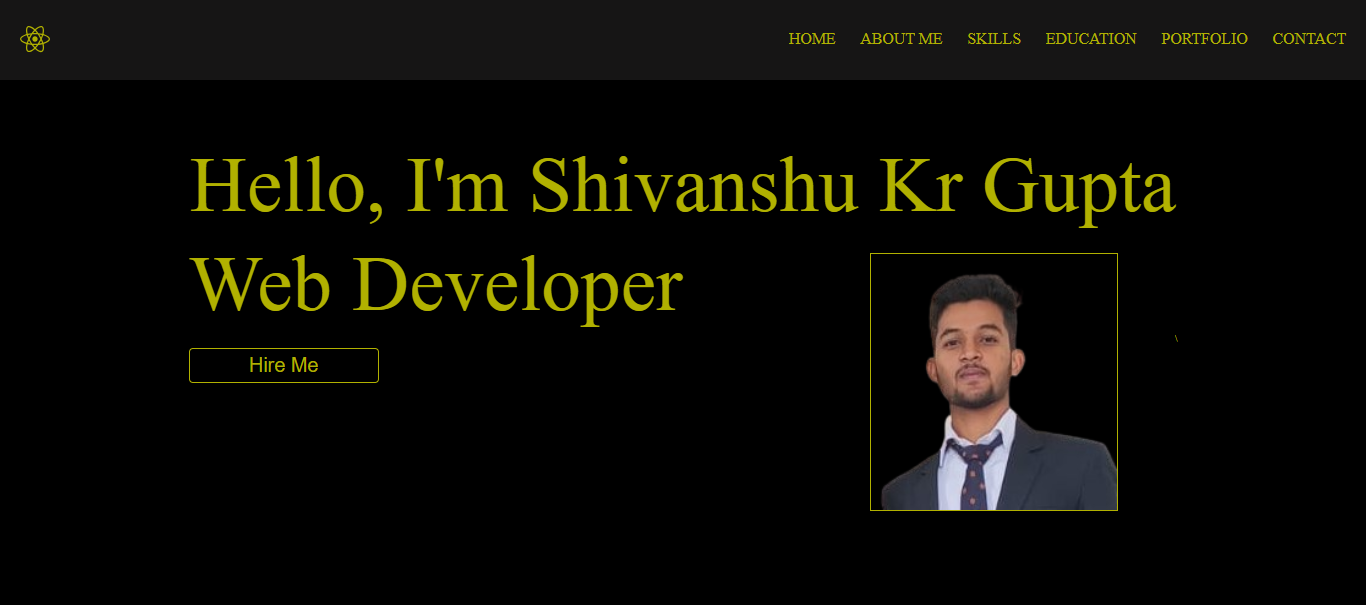 HOME ABOUT ME SKILLS EDUCATION PORTFOLIO CONTACT
Hello, I'm Shivanshu Kr Gupta
Web Developer
\
Hire Me